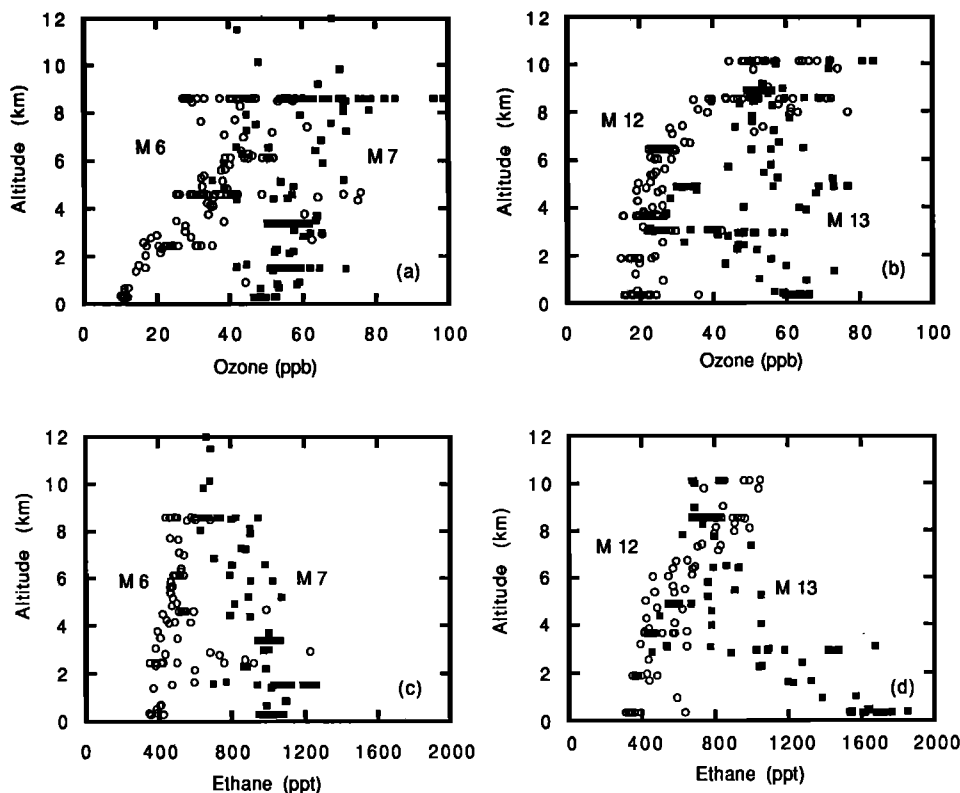 12
10
8
6
4
2
0
Altitude (km)
M 6
M 7
(a)
0 20 40 60 80 100
Ozone (ppb)
12
10
8
6
4
2
0
Altitude (km)
M 12
M 13
(b)
0 20 40 60 80 100
Ozone (ppb)
12
10
8
6
4
2
0
Altitude (km)
M 6
M 7
(c)
0 400 800 1200 1600 2000
Ethane (ppt)
12
10
8
6
4
2
0
Altitude (km)
M 12
M 13
(d)
0 400 800 1200 1600 2000
Ethane (ppt)